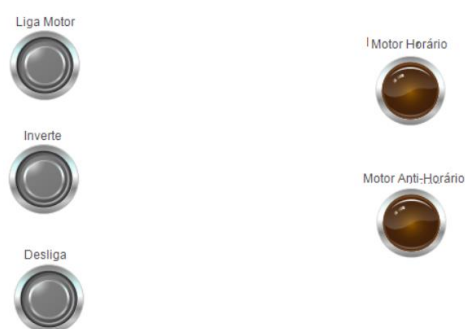 Liga Motor
Motor Horário
Inverte
Motor Anti-Horário
Desliga